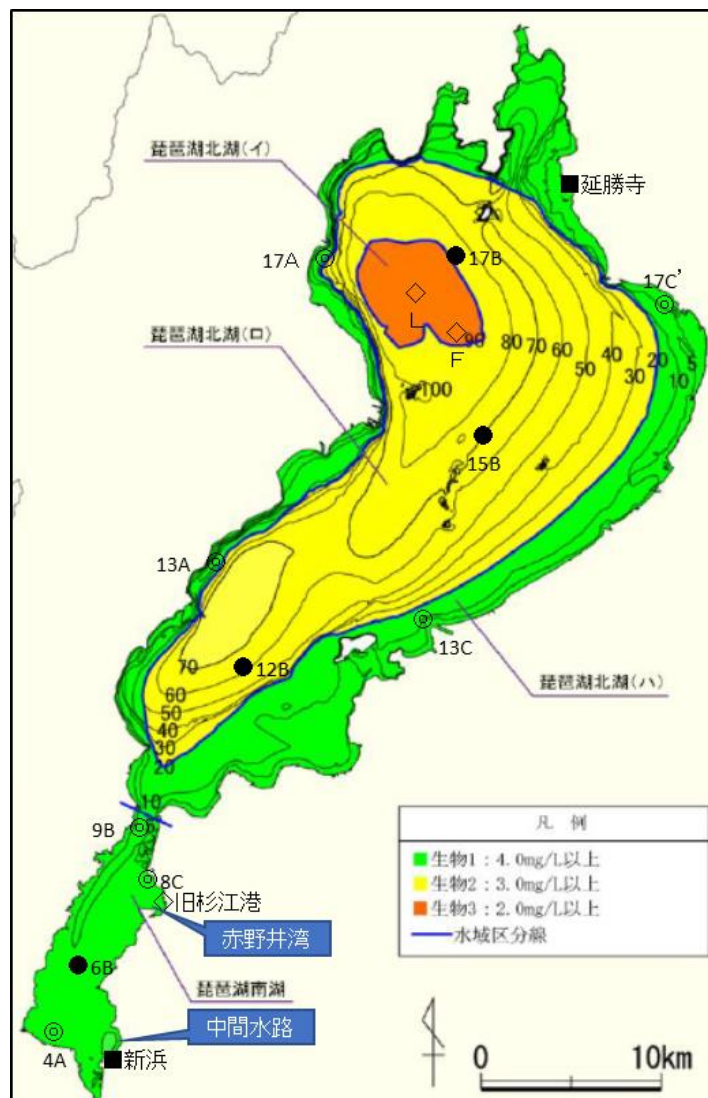 琵琶湖北湖(イ)
延勝寺
17A
17B
17C'
L
F
琵琶湖北湖(ロ)
90
80
70
60
50
40
30
20
10
5
100
15B
13A
13C
琵琶湖北湖(ハ)
70
60
50
40
30
20
12B
10
9B
8C
旧杉江港
赤野井湾
6B
琵琶湖南湖
4A
中間水路
新浜
凡 例
生物1：4.0mg/L以上
生物2：3.0mg/L以上
生物3：2.0mg/L以上
水域区分線
0 10km